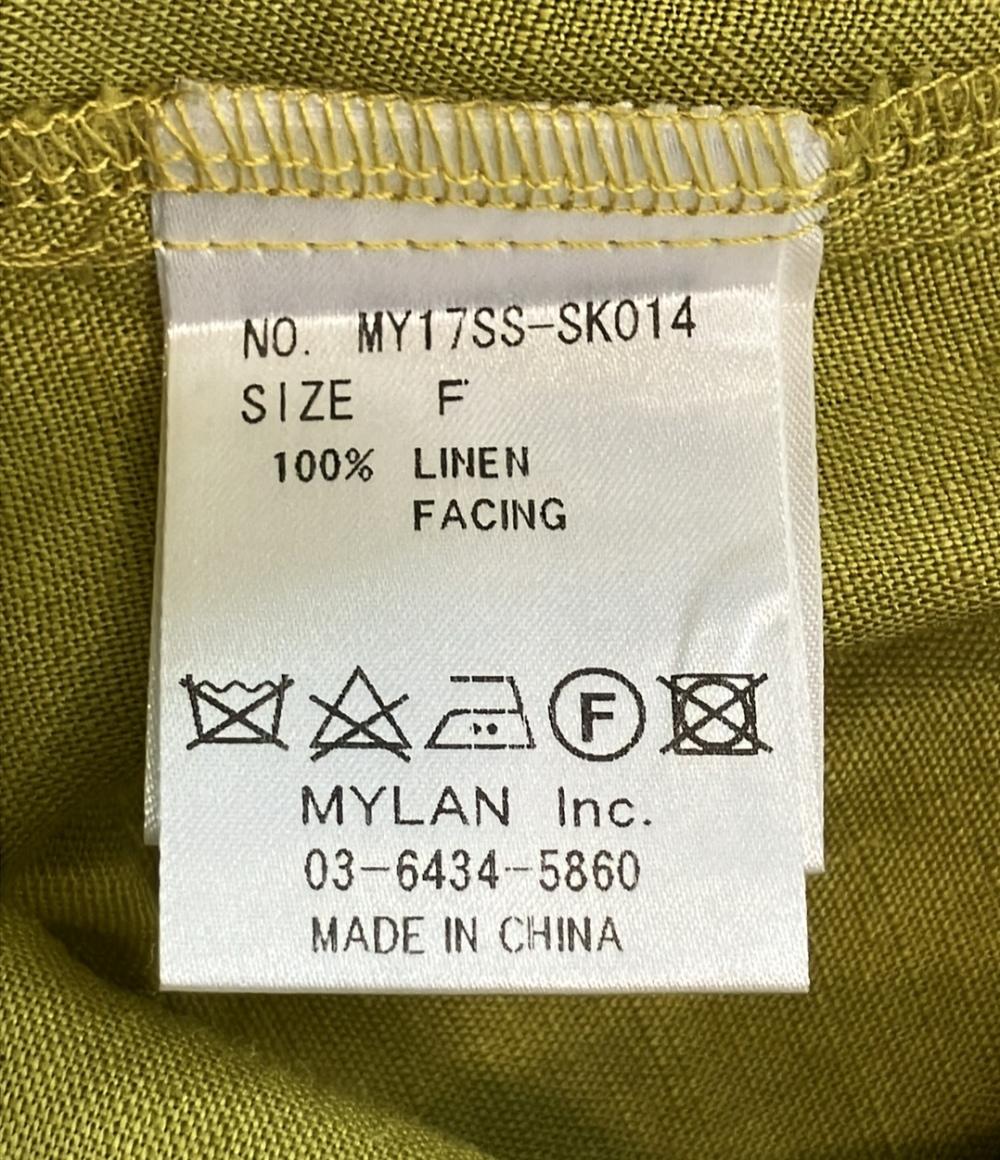 NO. MY17SS-SK014
SIZE F
100% LINEN
FACING
F
MYLAN Inc.
03-6434-5860
MADE IN CHINA